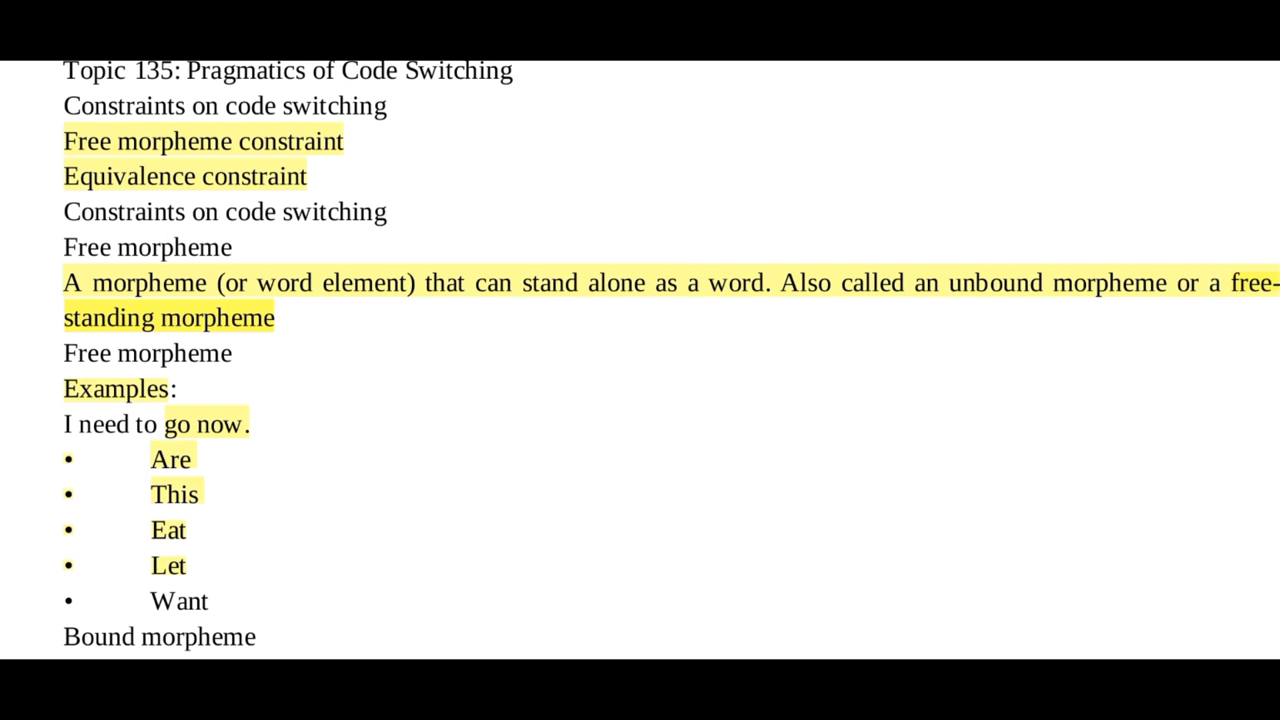 Topic 135: Pragmatics of Code Switching
Constraints on code switching
Free morpheme constraint
Equivalence constraint
Constraints on code switching
Free morpheme
A morpheme (or word element) that can stand alone as a word. Also called an unbound morpheme or a free-
standing morpheme
Free morpheme
Examples:
I need to go now.
• Are
• This
• Eat
• Let
• Want
Bound morpheme